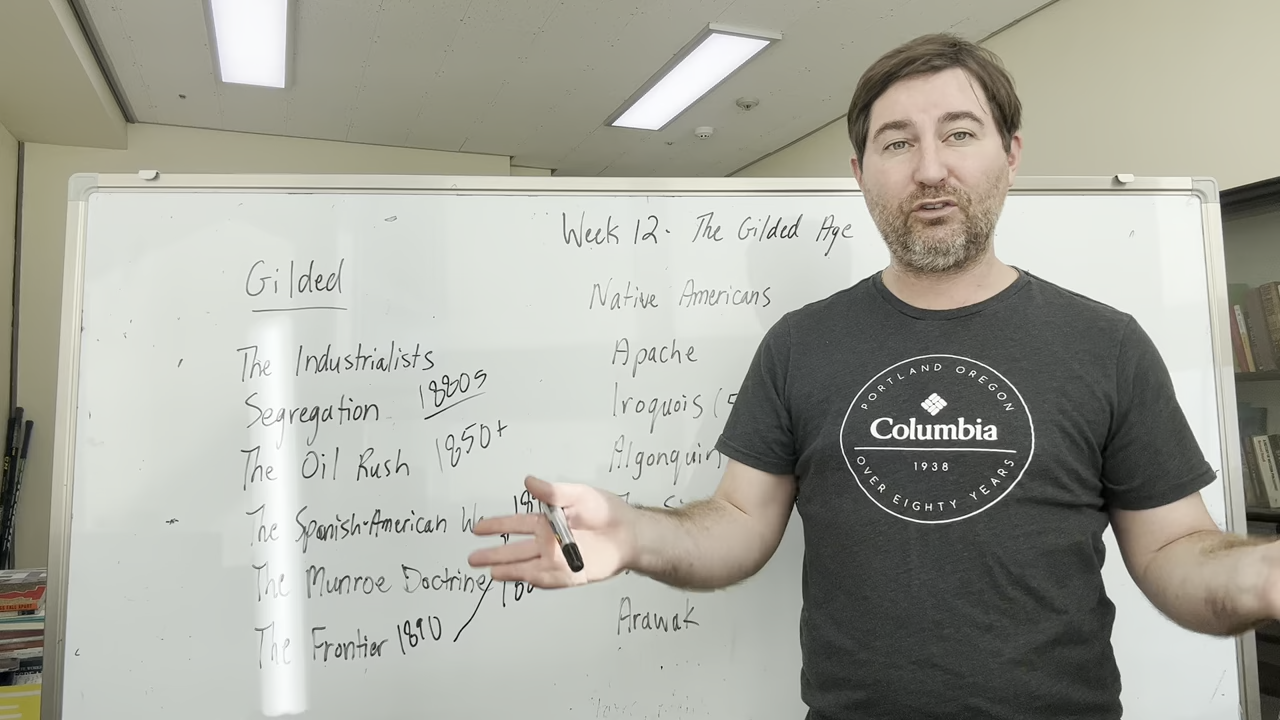 Week 12. The Gilded Age
Gilded
The Industrialists
Segregation 1880s
The Oil Rush 1850+
The Spanish-American
The Munroe Doctrine
The Frontier 1890
Native Americans
Apache
Iroquois (5
Algonquin
Arawak
PORTLAND OREGON
Columbia
1938
OVER EIGHTY YEARS